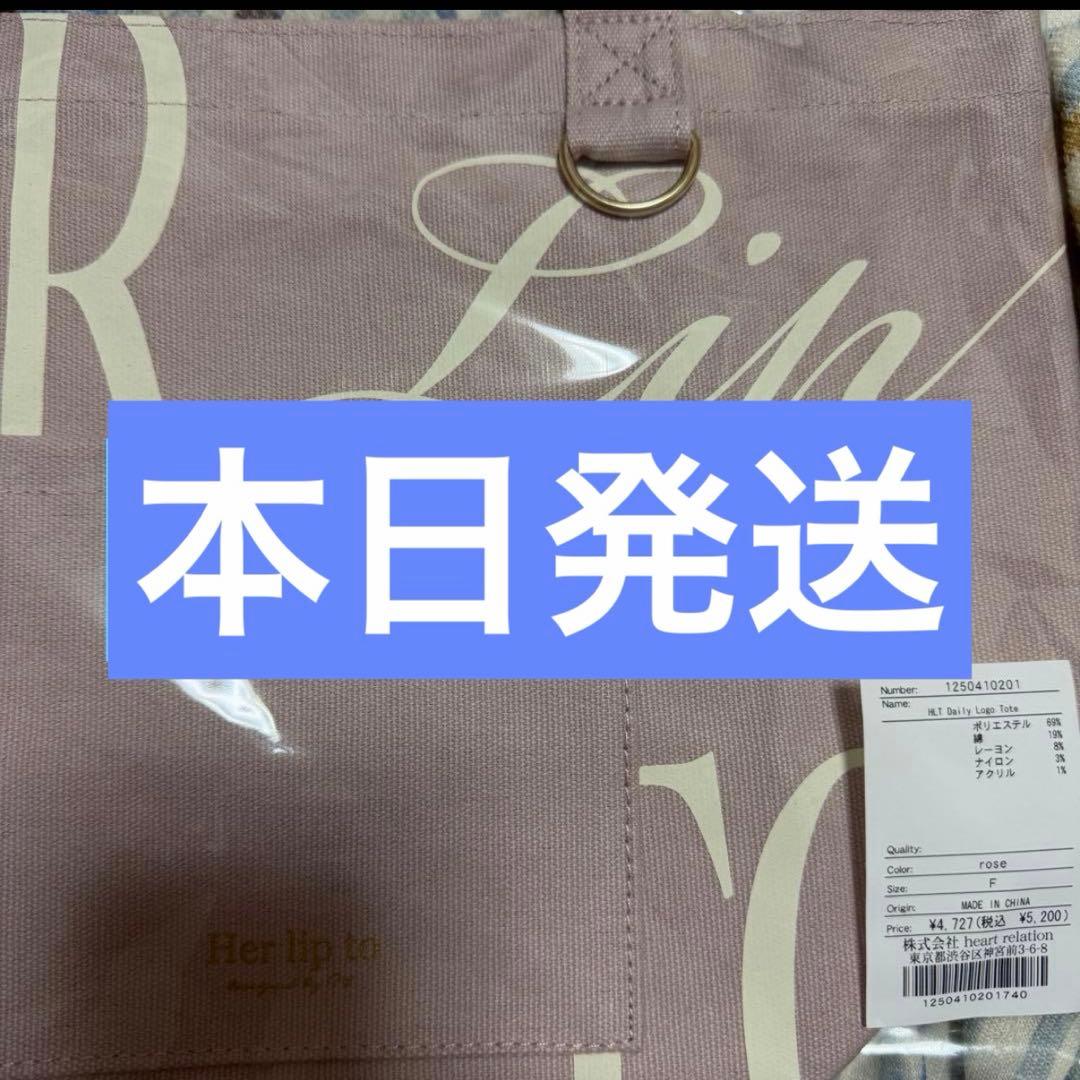 R Lip
本日発送
Number: 1250410201
Name: HLT Daily Logo Tote
ポリエステル 69%
綿 19%
レーヨン 8%
ナイロン 3%
アクリル 1%
Quality:
Color: rose
Size: F
Origin: MADE IN CHINA
Price: ¥4,727(税込 ¥5,200)
株式会社 heart relation
東京都渋谷区神宮前3-6-8
1250410201740
Her lip to